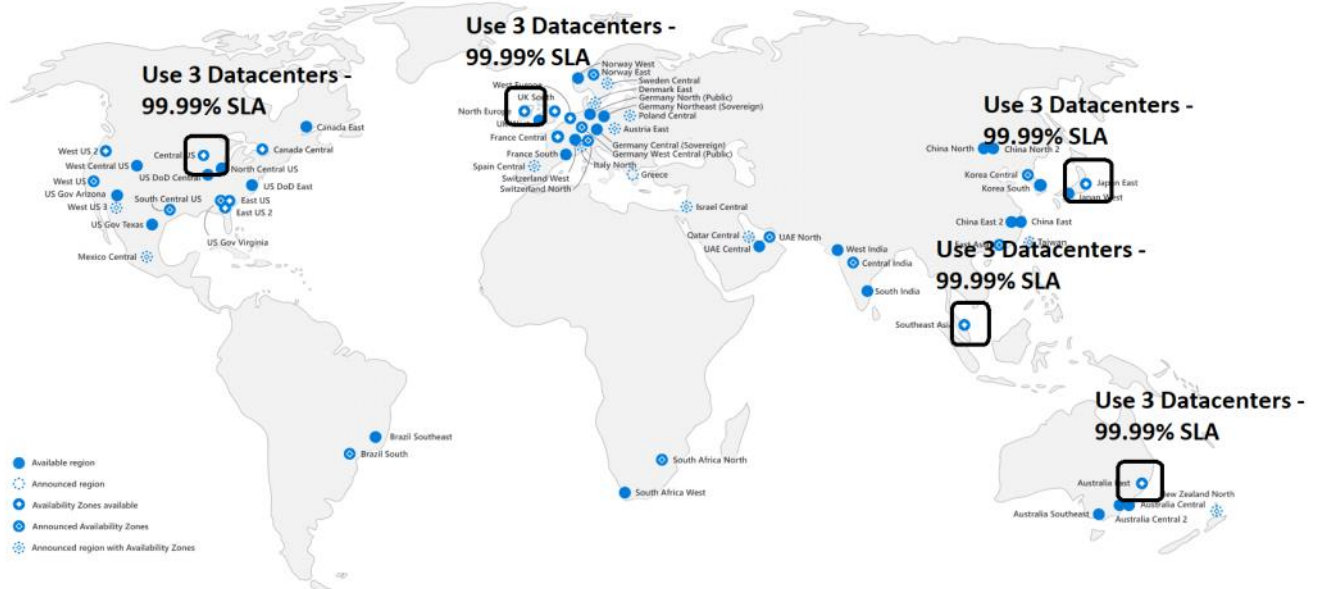 Use 3 Datacenters -
99.99% SLA
Use 3 Datacenters -
99.99% SLA
Use 3 Datacenters -
99.99% SLA
Use 3 Datacenters -
99.99% SLA
Use 3 Datacenters -
99.99% SLA
Canada East
West US 2
Central US
Canada Central
West Central US
North Central US
US DoD Central
West US
US DoD East
US Gov Arizona
South Central US
East US
West US 3
East US 2
US Gov Texas
US Gov Virginia
Mexico Central
Brazil Southeast
Brazil South
Norway West
Norway East
West Europe
Sweden Central
Denmark East
UK South
Germany North (Public)
North Europe
Germany Northeast (Sovereign)
Poland Central
Austria East
France Central
Germany Central (Sovereign)
Germany West Central (Public)
France South
Italy North
Spain Central
Greece
Switzerland West
Switzerland North
Israel Central
Qatar Central
UAE North
UAE Central
South Africa North
South Africa West
West India
Central India
South India
China North
China North 2
Korea Central
Japan East
Korea South
Japan West
China East 2
China East
East Asia
Taiwan
Southeast Asia
Australia East
New Zealand North
Australia Central
Australia Southeast
Australia Central 2
Available region
Announced region
Availability Zones available
Announced Availability Zones
Announced region with Availability Zones